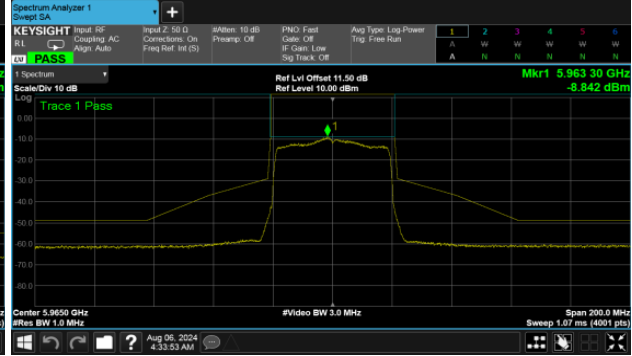 Spectrum Analyzer 1
Swept SA
KEYSIGHT Input: RF Input Z: 50 Ω #Atten: 10 dB PNO: Fast Avg Type: Log-Power 1 2 3 4 5 6
RL Coupling: AC Corrections: On Preamp: Off Gate: Off Trig: Free Run A W W W W W
Align: Auto Freq Ref: Int (S) IF Gain: Low A N N N N N
Sig Track: Off
LXI PASS
1 Spectrum Ref Lvl Offset 11.50 dB Mkr1 5.963 30 GHz
Scale/Div 10 dB Ref Level 10.00 dBm -8.842 dBm
Log Trace 1 Pass
0.00
1
-10.0
-20.0
-30.0
-40.0
-50.0
-60.0
-70.0
-80.0
Center 5.9650 GHz #Video BW 3.0 MHz Span 200.0 MHz
#Res BW 1.0 MHz Sweep 1.07 ms (4001 pts)
Aug 06, 2024
4:33:53 AM